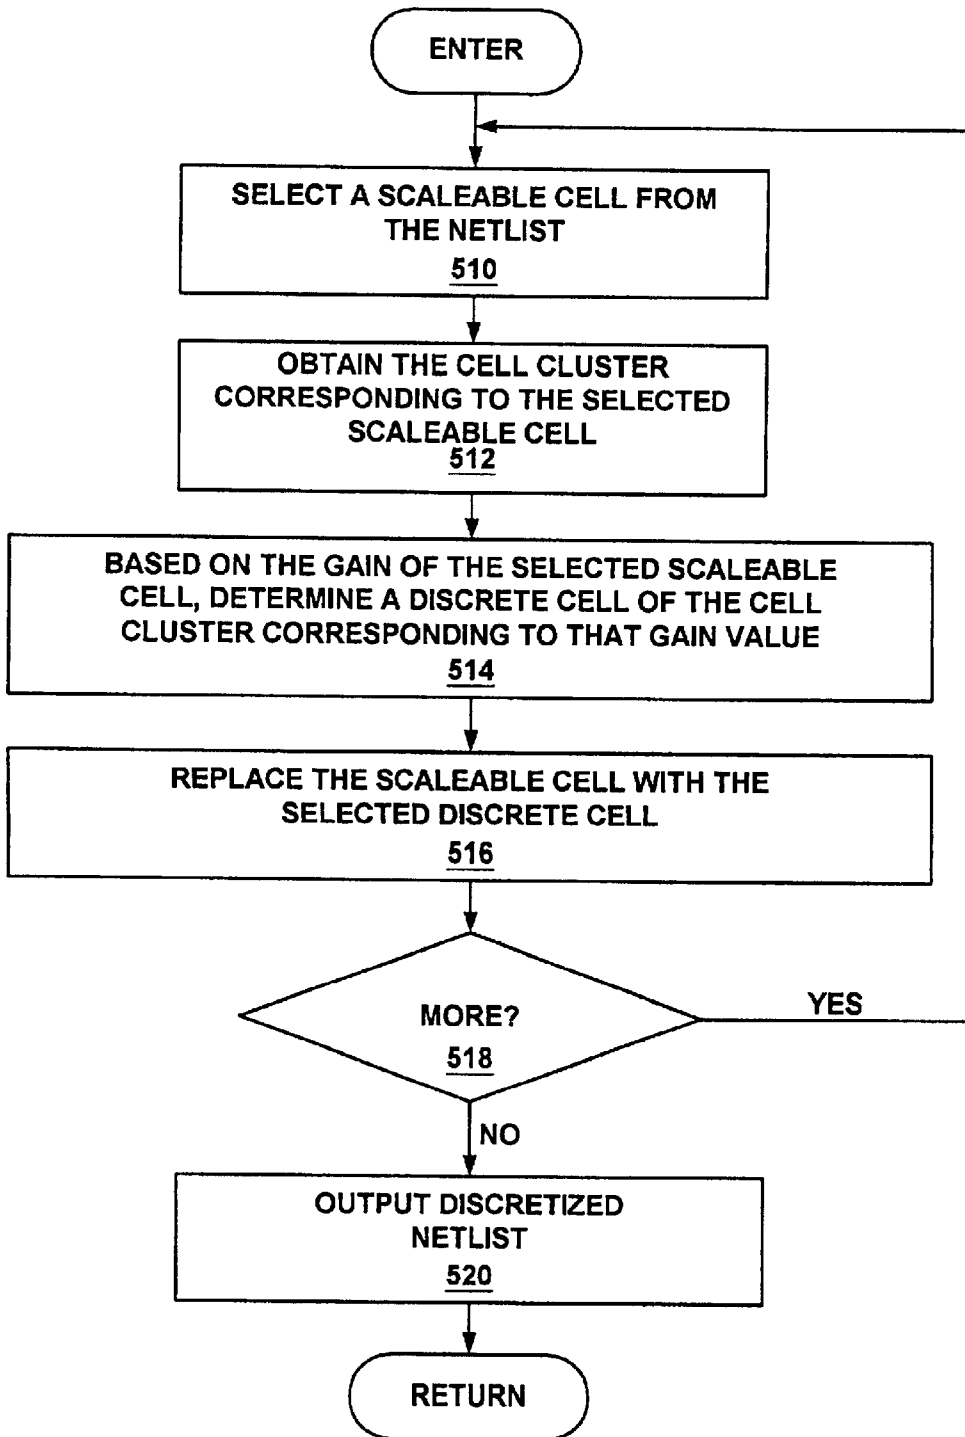 ENTER
SELECT A SCALEABLE CELL FROM
THE NETLIST
510
OBTAIN THE CELL CLUSTER
CORRESPONDING TO THE SELECTED
SCALEABLE CELL
512
BASED ON THE GAIN OF THE SELECTED SCALEABLE
CELL, DETERMINE A DISCRETE CELL OF THE CELL
CLUSTER CORRESPONDING TO THAT GAIN VALUE
514
REPLACE THE SCALEABLE CELL WITH THE
SELECTED DISCRETE CELL
516
MORE?
518
YES
NO
OUTPUT DISCRETIZED
NETLIST
520
RETURN